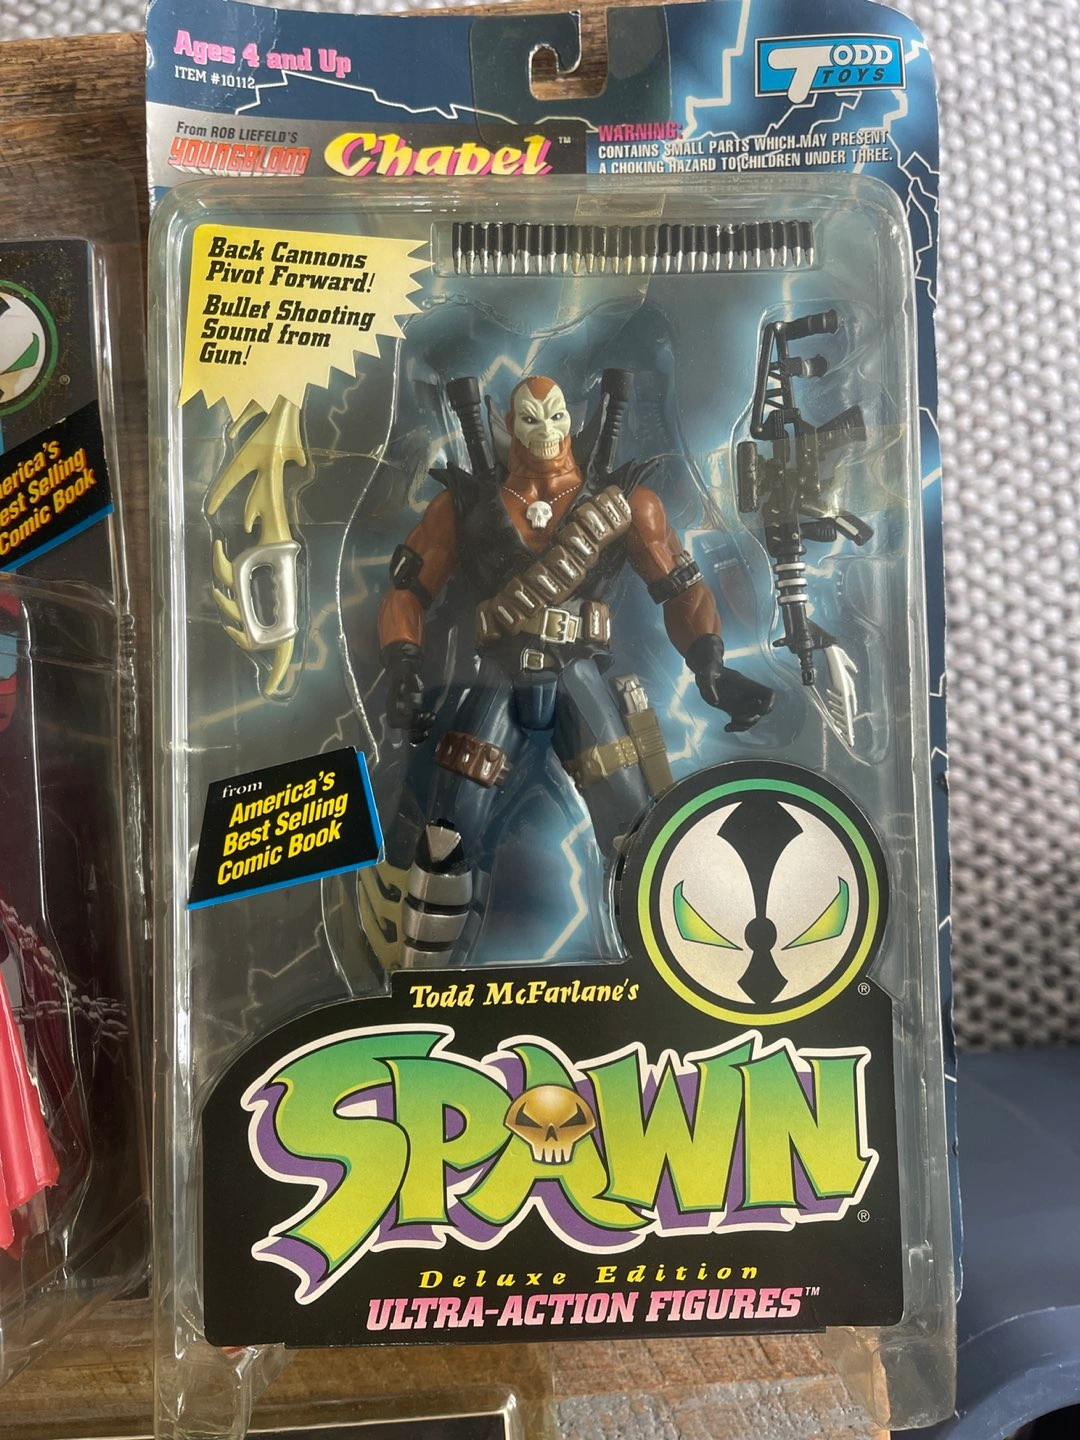 Ages 4 and Up
ITEM #10112
TODD
TOYS
From ROB LIEFELD'S
YOUNGBLOOD
Chapel™
WARNING:
CONTAINS SMALL PARTS WHICH MAY PRESENT
A CHOKING HAZARD TO CHILDREN UNDER THREE.
Back Cannons
Pivot Forward!
Bullet Shooting
Sound from
Gun!
®
America's
Best Selling
Comic Book
from
America's
Best Selling
Comic Book
Todd McFarlane's
®
SPAWN
®
Deluxe Edition
ULTRA-ACTION FIGURES™